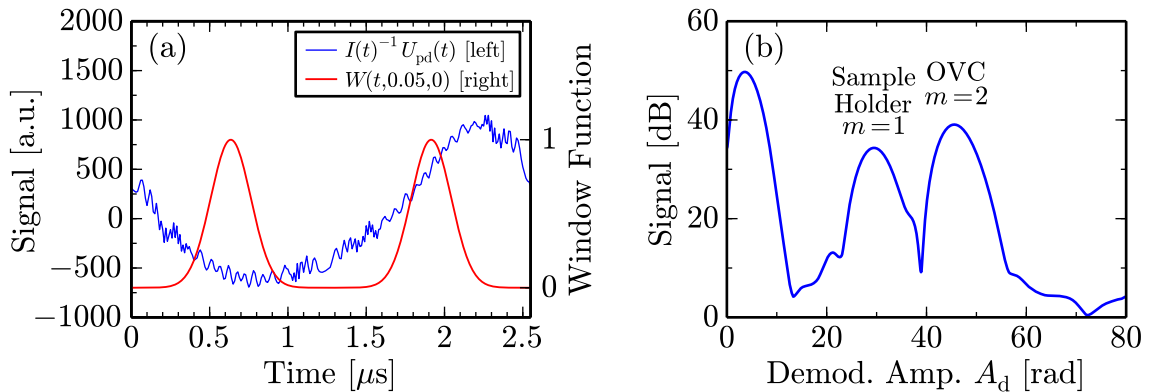 (a)
I(t)⁻¹U_pd(t) [left]
W(t,0.05,0) [right]
2000
1500
1000
500
0
−500
−1000
Signal [a.u.]
1
0
Window Function
0 0.5 1 1.5 2 2.5
Time [μs]
(b)
Sample
Holder
m=1
OVC
m=2
60
40
20
0
Signal [dB]
0 20 40 60 80
Demod. Amp. A_d [rad]